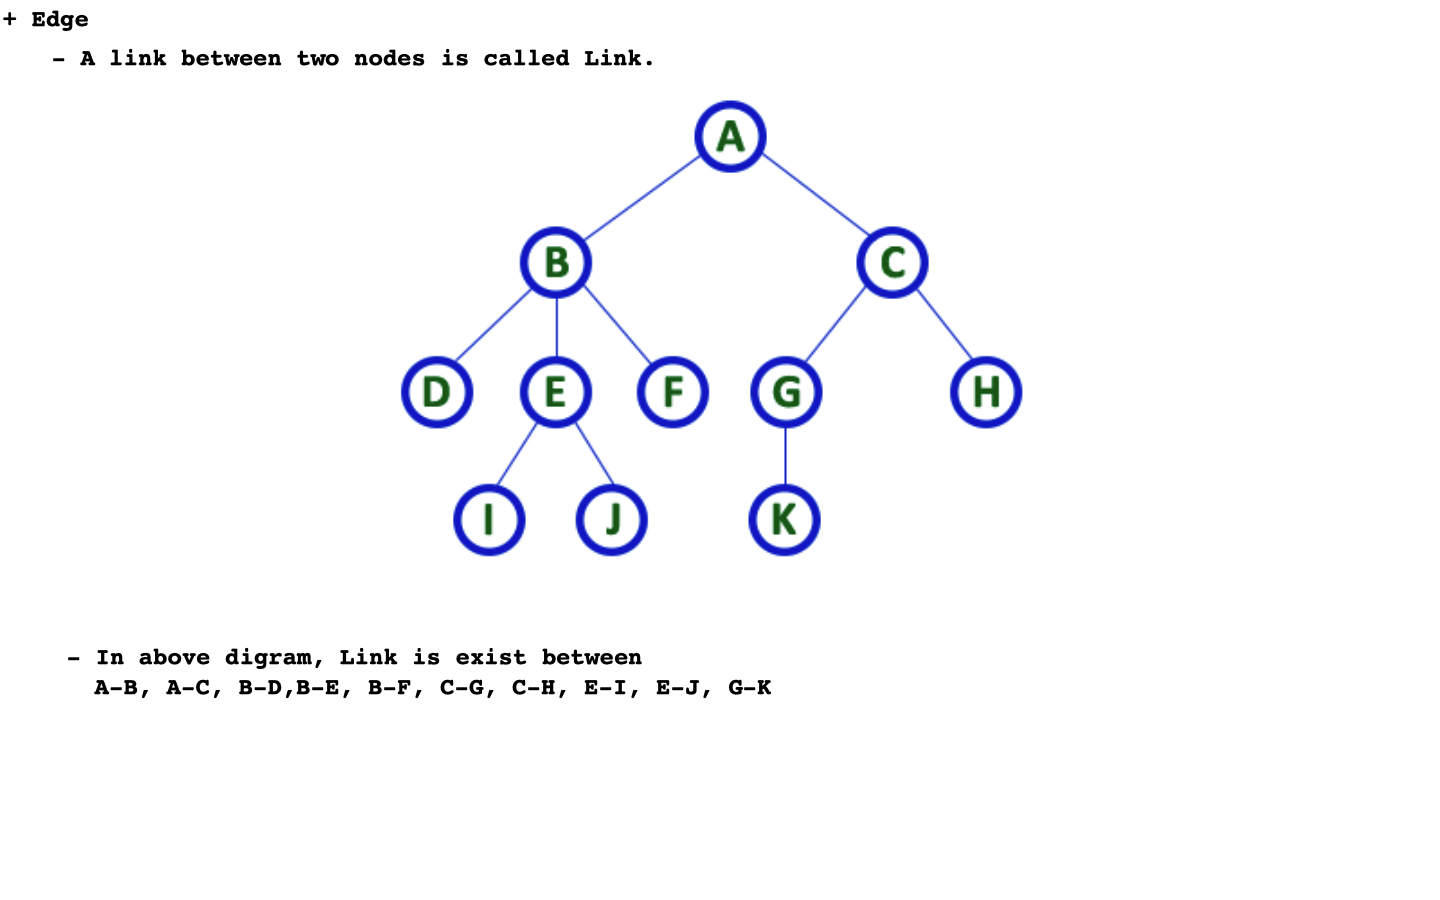 + Edge
- A link between two nodes is called Link.
A
B
C
D
E
F
G
H
I
J
K
- In above digram, Link is exist between
A-B, A-C, B-D,B-E, B-F, C-G, C-H, E-I, E-J, G-K